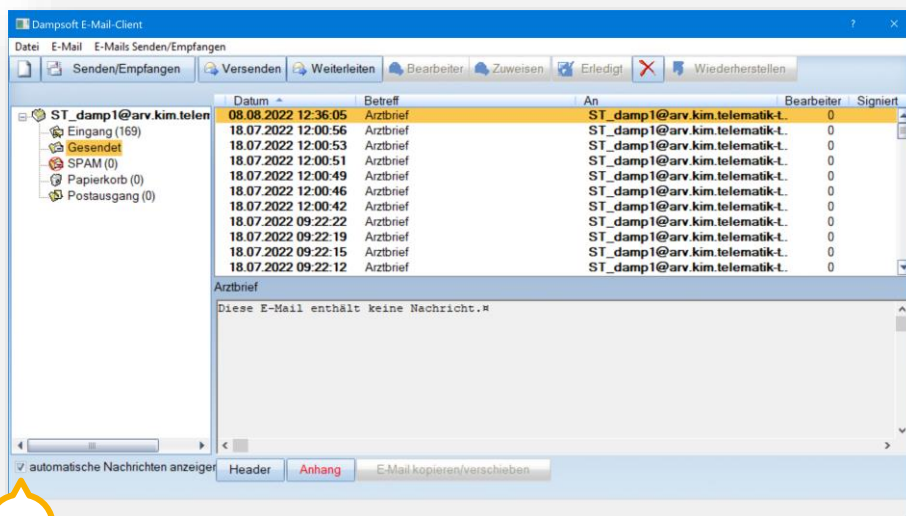 Dampsoft E-Mail-Client ? ×
Datei E-Mail E-Mails Senden/Empfangen
Senden/Empfangen Versenden Weiterleiten Bearbeiter Zuweisen Erledigt Wiederherstellen
Datum Betreff An Bearbeiter Signiert
ST_damp1@arv.kim.telen
Eingang (169)
Gesendet
SPAM (0)
Papierkorb (0)
Postausgang (0)
08.08.2022 12:36:05 Arztbrief ST_damp1@arv.kim.telematik-t.. 0
18.07.2022 12:00:56 Arztbrief ST_damp1@arv.kim.telematik-t.. 0
18.07.2022 12:00:53 Arztbrief ST_damp1@arv.kim.telematik-t.. 0
18.07.2022 12:00:51 Arztbrief ST_damp1@arv.kim.telematik-t.. 0
18.07.2022 12:00:49 Arztbrief ST_damp1@arv.kim.telematik-t.. 0
18.07.2022 12:00:46 Arztbrief ST_damp1@arv.kim.telematik-t.. 0
18.07.2022 12:00:42 Arztbrief ST_damp1@arv.kim.telematik-t.. 0
18.07.2022 09:22:22 Arztbrief ST_damp1@arv.kim.telematik-t.. 0
18.07.2022 09:22:19 Arztbrief ST_damp1@arv.kim.telematik-t.. 0
18.07.2022 09:22:15 Arztbrief ST_damp1@arv.kim.telematik-t.. 0
18.07.2022 09:22:12 Arztbrief ST_damp1@arv.kim.telematik-t.. 0
Arztbrief
Diese E-Mail enthält keine Nachricht.¤
automatische Nachrichten anzeiger
Header Anhang E-Mail kopieren/verschieben